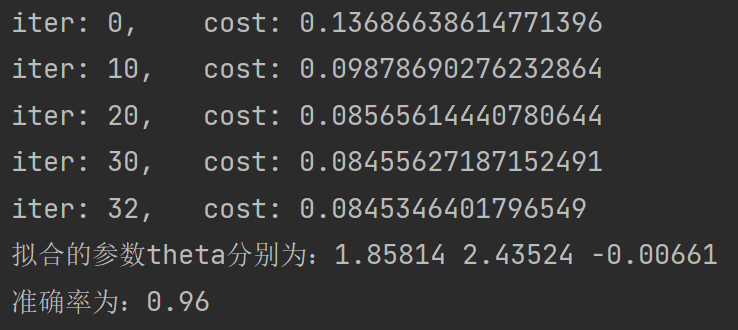 iter: 0,    cost: 0.13686638614771396
iter: 10,   cost: 0.09878690276232864
iter: 20,   cost: 0.08565614440780644
iter: 30,   cost: 0.08455627187152491
iter: 32,   cost: 0.0845346401796549
拟合的参数theta分别为：1.85814 2.43524 -0.00661
准确率为：0.96